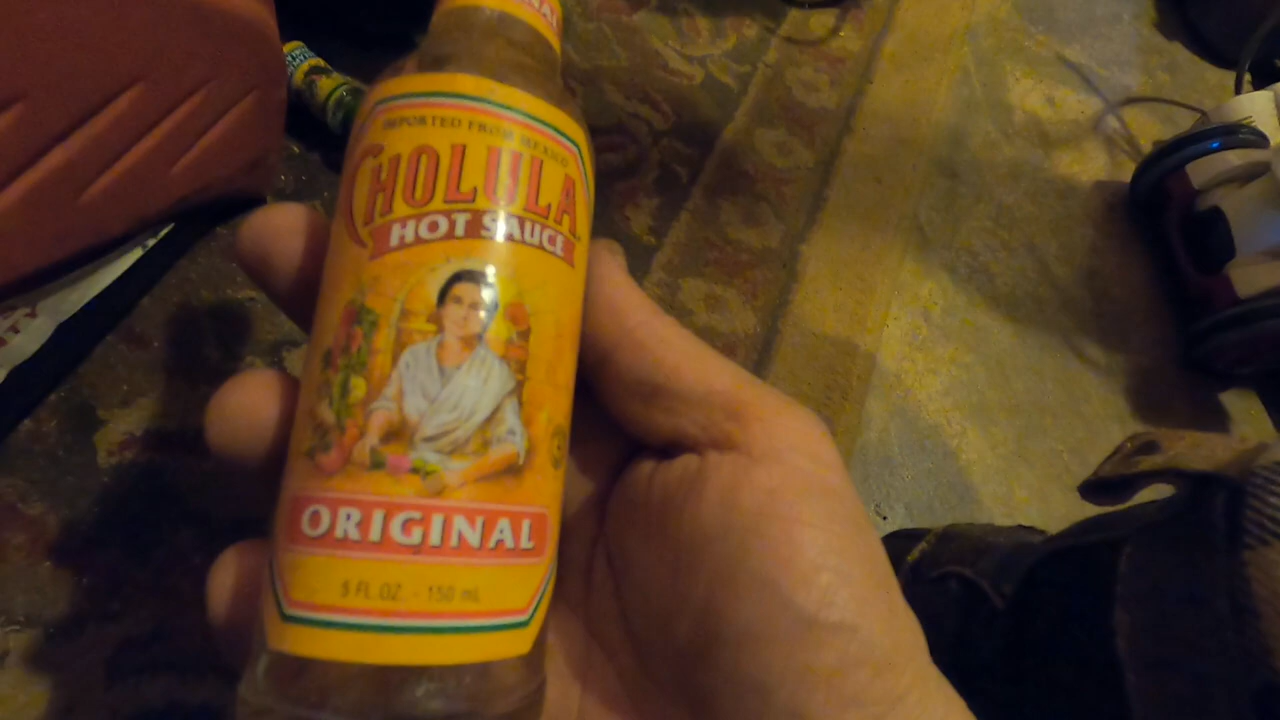 IMPORTED FROM MEXICO
CHOLULA
HOT SAUCE
ORIGINAL
5 FL.OZ. - 150 mL